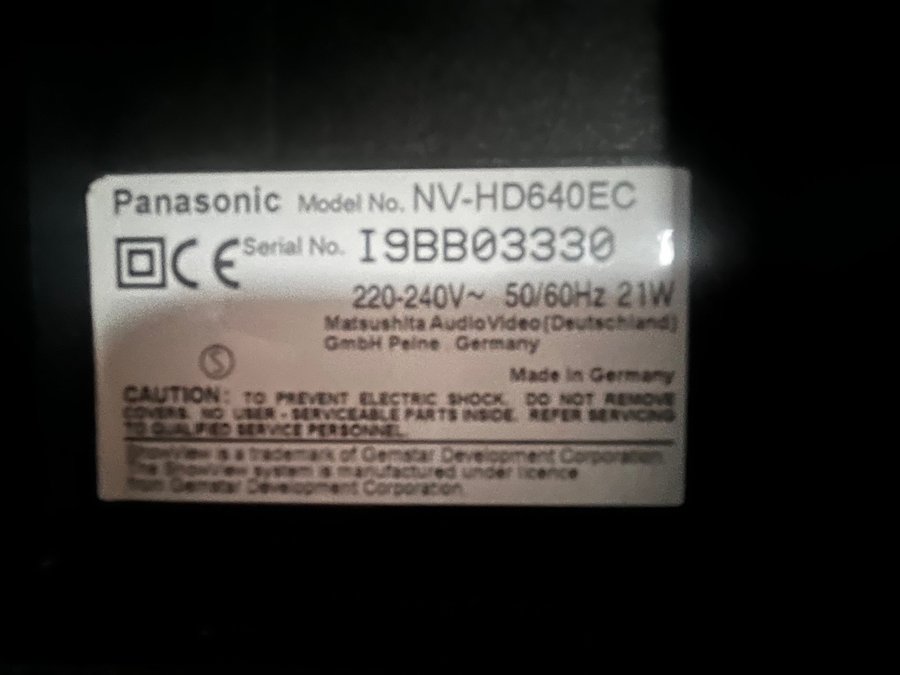 Panasonic Model No. NV-HD640EC
CE Serial No. I9BB03330
220-240V~ 50/60Hz 21W
Matsushita Audio Video (Deutschland)
GmbH Peine Germany
S
Made in Germany
CAUTION: TO PREVENT ELECTRIC SHOCK. DO NOT REMOVE
COVERS. NO USER - SERVICEABLE PARTS INSIDE. REFER SERVICING
TO QUALIFIED SERVICE PERSONNEL.
ShowView is a trademark of Gemstar Development Corporation.
The ShowView system is manufactured under licence
from Gemstar Development Corporation.